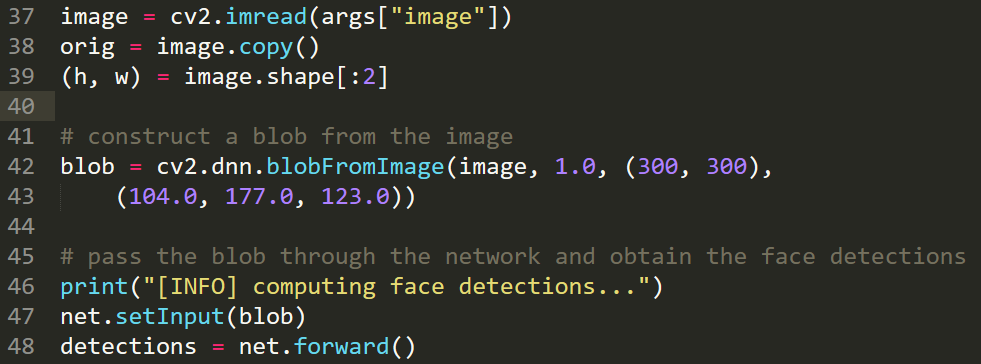 37 image = cv2.imread(args["image"])
38 orig = image.copy()
39 (h, w) = image.shape[:2]
40
41 # construct a blob from the image
42 blob = cv2.dnn.blobFromImage(image, 1.0, (300, 300),
43     (104.0, 177.0, 123.0))
44
45 # pass the blob through the network and obtain the face detections
46 print("[INFO] computing face detections...")
47 net.setInput(blob)
48 detections = net.forward()